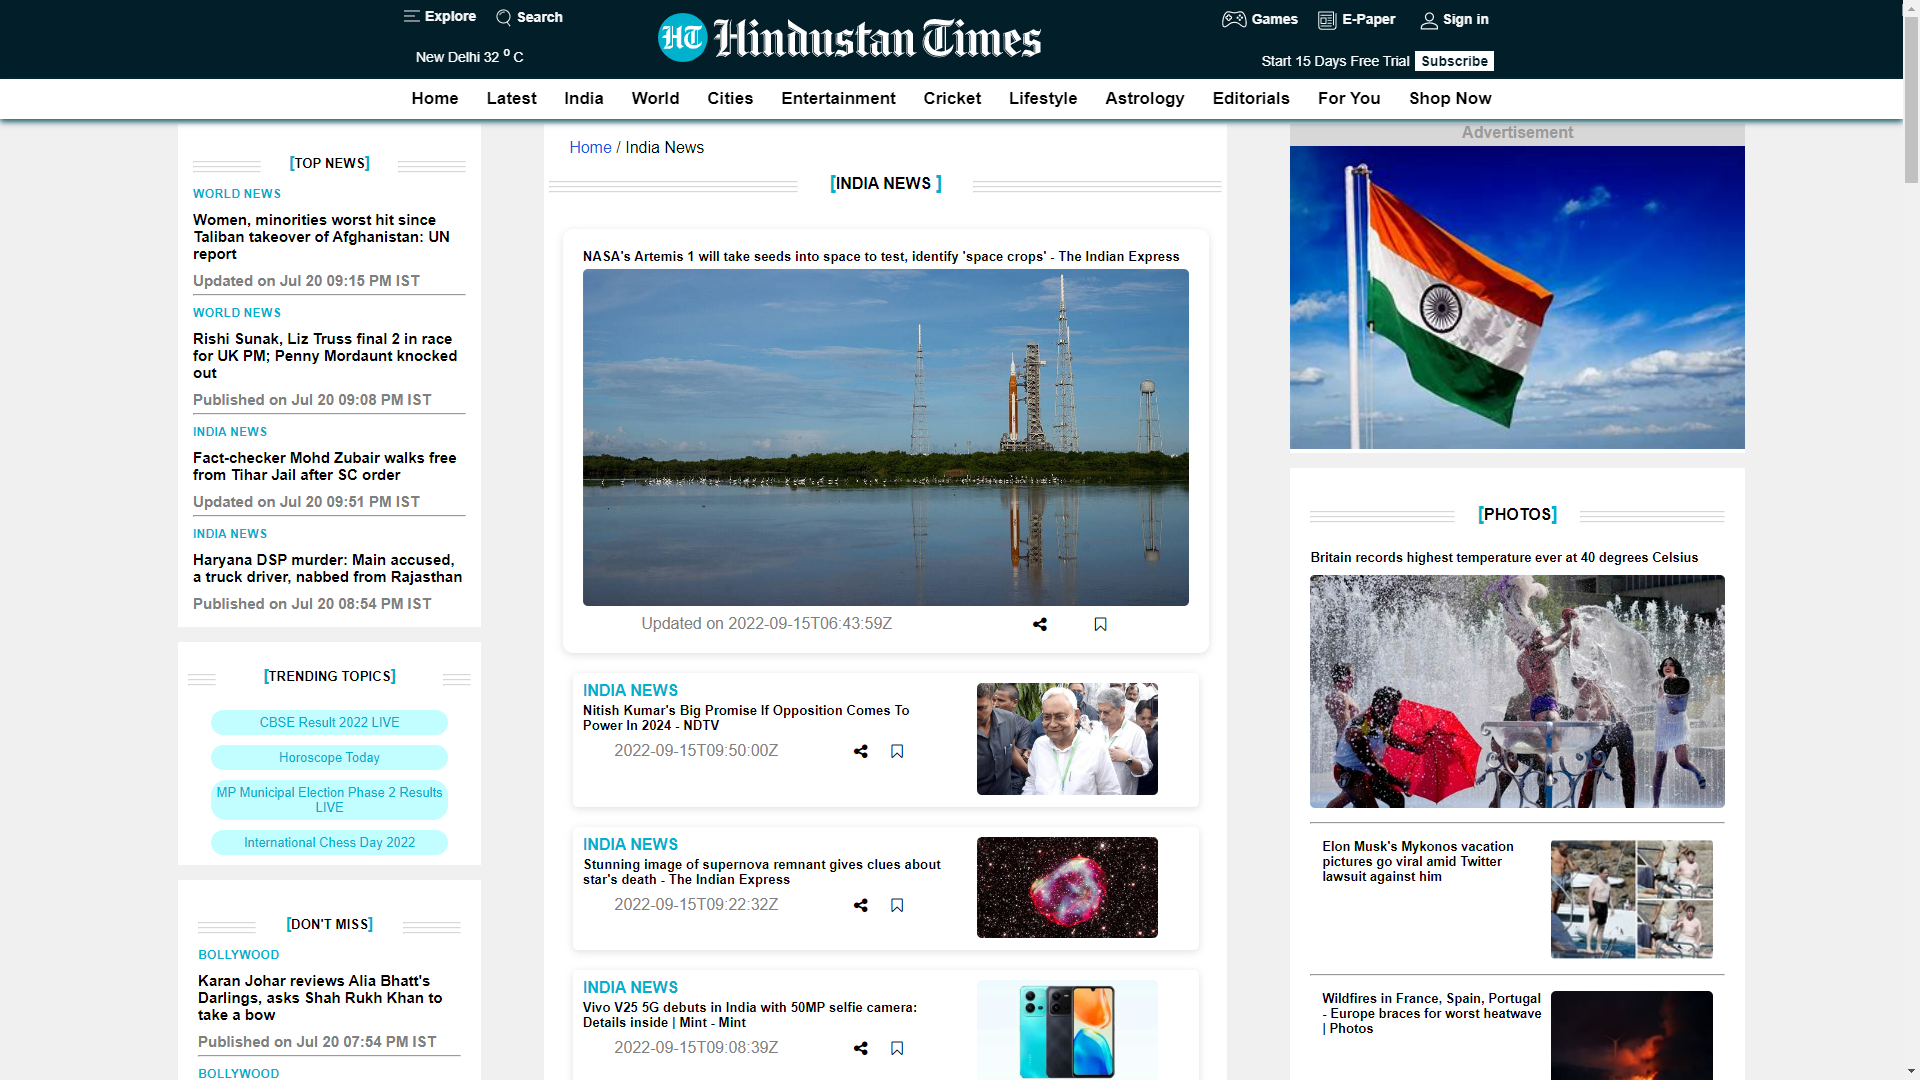 Explore
Search
New Delhi 32 ⁰ C
HT Hindustan Times
Games
E-Paper
Sign in
Start 15 Days Free Trial Subscribe
Home
Latest
India
World
Cities
Entertainment
Cricket
Lifestyle
Astrology
Editorials
For You
Shop Now
[TOP NEWS]
WORLD NEWS
Women, minorities worst hit since
Taliban takeover of Afghanistan: UN
report
Updated on Jul 20 09:15 PM IST
WORLD NEWS
Rishi Sunak, Liz Truss final 2 in race
for UK PM; Penny Mordaunt knocked
out
Published on Jul 20 09:08 PM IST
INDIA NEWS
Fact-checker Mohd Zubair walks free
from Tihar Jail after SC order
Updated on Jul 20 09:51 PM IST
INDIA NEWS
Haryana DSP murder: Main accused,
a truck driver, nabbed from Rajasthan
Published on Jul 20 08:54 PM IST
[TRENDING TOPICS]
CBSE Result 2022 LIVE
Horoscope Today
MP Municipal Election Phase 2 Results
LIVE
International Chess Day 2022
[DON'T MISS]
BOLLYWOOD
Karan Johar reviews Alia Bhatt's
Darlings, asks Shah Rukh Khan to
take a bow
Published on Jul 20 07:54 PM IST
BOLLYWOOD
Home / India News
[INDIA NEWS ]
NASA's Artemis 1 will take seeds into space to test, identify 'space crops' - The Indian Express
Updated on 2022-09-15T06:43:59Z
INDIA NEWS
Nitish Kumar's Big Promise If Opposition Comes To
Power In 2024 - NDTV
2022-09-15T09:50:00Z
INDIA NEWS
Stunning image of supernova remnant gives clues about
star's death - The Indian Express
2022-09-15T09:22:32Z
INDIA NEWS
Vivo V25 5G debuts in India with 50MP selfie camera:
Details inside | Mint - Mint
2022-09-15T09:08:39Z
Advertisement
[PHOTOS]
Britain records highest temperature ever at 40 degrees Celsius
Elon Musk's Mykonos vacation
pictures go viral amid Twitter
lawsuit against him
Wildfires in France, Spain, Portugal
- Europe braces for worst heatwave
| Photos